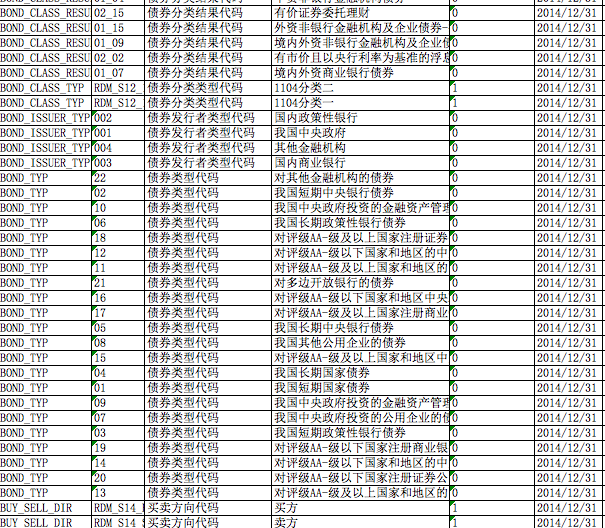 BOND_CLASS_RESU 02_15 债券分类结果代码 有价证券委托理财 0 2014/12/31
BOND_CLASS_RESU 01_15 债券分类结果代码 外资非银行金融机构及企业债券- 0 2014/12/31
BOND_CLASS_RESU 01_09 债券分类结果代码 境内外资非银行金融机构及企业债 0 2014/12/31
BOND_CLASS_RESU 02_02 债券分类结果代码 有市价且以央行利率为基准的浮息 0 2014/12/31
BOND_CLASS_RESU 01_07 债券分类结果代码 境内外资商业银行债券 0 2014/12/31
BOND_CLASS_TYP RDM_S12_ 债券分类类型代码 1104分类二 1 2014/12/31
BOND_CLASS_TYP RDM_S12_ 债券分类类型代码 1104分类一 1 2014/12/31
BOND_ISSUER_TYP 002 债券发行者类型代码 国内政策性银行 0 2014/12/31
BOND_ISSUER_TYP 001 债券发行者类型代码 我国中央政府 0 2014/12/31
BOND_ISSUER_TYP 004 债券发行者类型代码 其他金融机构 0 2014/12/31
BOND_ISSUER_TYP 003 债券发行者类型代码 国内商业银行 0 2014/12/31
BOND_TYP 22 债券类型代码 对其他金融机构的债券 0 2014/12/31
BOND_TYP 02 债券类型代码 我国短期中央银行债券 0 2014/12/31
BOND_TYP 10 债券类型代码 我国中央政府投资的金融资产管理 0 2014/12/31
BOND_TYP 06 债券类型代码 我国长期政策性银行债券 0 2014/12/31
BOND_TYP 18 债券类型代码 对评级AA-级及以上国家注册证券 0 2014/12/31
BOND_TYP 12 债券类型代码 对评级AA-级以下国家和地区的中 0 2014/12/31
BOND_TYP 11 债券类型代码 对评级AA-级及以上国家和地区的 0 2014/12/31
BOND_TYP 21 债券类型代码 对多边开放银行的债券 0 2014/12/31
BOND_TYP 16 债券类型代码 对评级AA-级以下国家和地区中央 0 2014/12/31
BOND_TYP 17 债券类型代码 对评级AA-级及以上国家注册商业 0 2014/12/31
BOND_TYP 05 债券类型代码 我国长期中央银行债券 0 2014/12/31
BOND_TYP 08 债券类型代码 我国其他公用企业的债券 0 2014/12/31
BOND_TYP 15 债券类型代码 对评级AA-级及以上国家和地区中 0 2014/12/31
BOND_TYP 04 债券类型代码 我国长期国家债券 0 2014/12/31
BOND_TYP 01 债券类型代码 我国短期国家债券 0 2014/12/31
BOND_TYP 09 债券类型代码 我国中央政府投资的金融资产管理 0 2014/12/31
BOND_TYP 07 债券类型代码 我国中央政府投资的公用企业的债 0 2014/12/31
BOND_TYP 03 债券类型代码 我国短期政策性银行债券 0 2014/12/31
BOND_TYP 19 债券类型代码 对评级AA-级以下国家注册商业银 0 2014/12/31
BOND_TYP 14 债券类型代码 对评级AA-级以下国家和地区的中 0 2014/12/31
BOND_TYP 20 债券类型代码 对评级AA-级以下国家注册证券公 0 2014/12/31
BOND_TYP 13 债券类型代码 对评级AA-级及以上国家和地区的 0 2014/12/31
BUY_SELL_DIR RDM_S14_ 买卖方向代码 买方 1 2014/12/31
BUY_SELL_DIR RDM_S14 买卖方向代码 卖方 1 2014/12/31